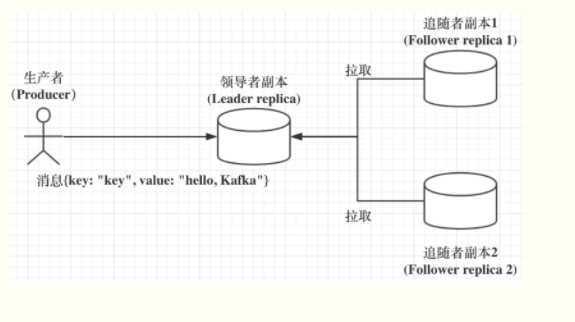 追随者副本1
(Follower replica 1)
拉取
生产者
(Producer)
领导者副本
(Leader replica)
消息{key: "key", value: "hello, Kafka"}
拉取
追随者副本2
(Follower replica 2)